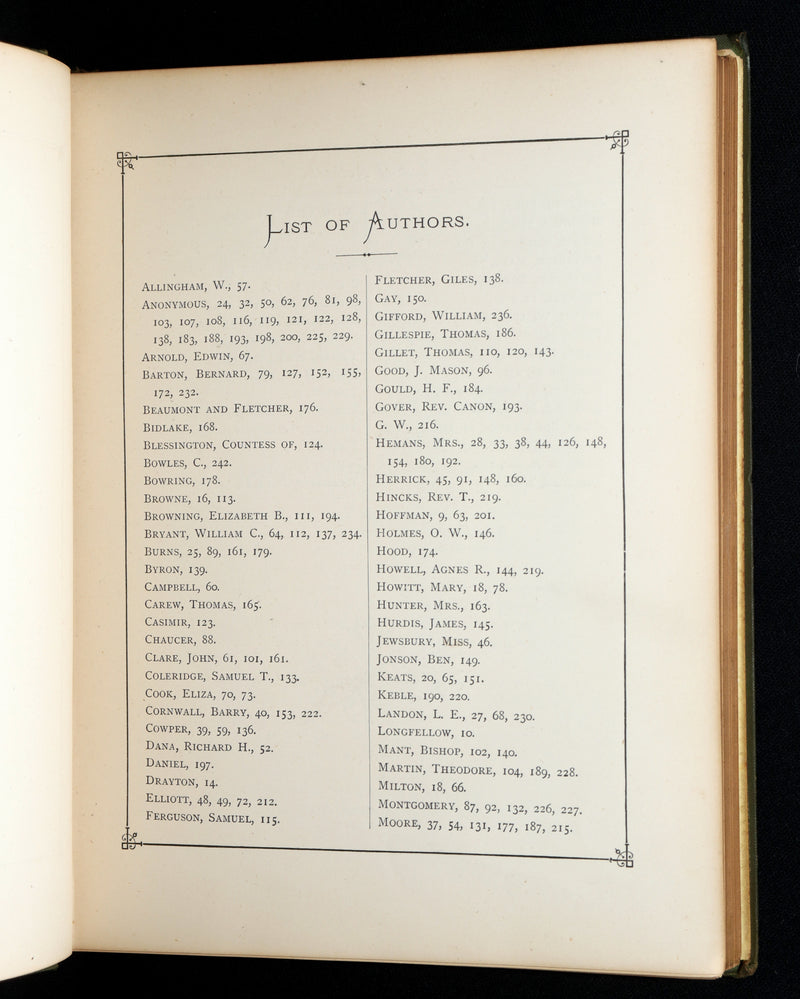 List of Authors.
Allingham, W., 57.
Anonymous, 24, 32, 50, 62, 76, 81, 98,
103, 107, 108, 116, 119, 121, 122, 128,
138, 183, 188, 193, 198, 200, 225, 229.
Arnold, Edwin, 67.
Barton, Bernard, 79, 127, 152, 155,
172, 232.
Beaumont and Fletcher, 176.
Bidlake, 168.
Blessington, Countess of, 124.
Bowles, C., 242.
Bowring, 178.
Browne, 16, 113.
Browning, Elizabeth B., 111, 194.
Bryant, William C., 64, 112, 137, 234.
Burns, 25, 89, 161, 179.
Byron, 139.
Campbell, 60.
Carew, Thomas, 165.
Casimir, 123.
Chaucer, 88.
Clare, John, 61, 101, 161.
Coleridge, Samuel T., 133.
Cook, Eliza, 70, 73.
Cornwall, Barry, 40, 153, 222.
Cowper, 39, 59, 136.
Dana, Richard H., 52.
Daniel, 197.
Drayton, 14.
Elliott, 48, 49, 72, 212.
Ferguson, Samuel, 115.
Fletcher, Giles, 138.
Gay, 150.
Gifford, William, 236.
Gillespie, Thomas, 186.
Gillet, Thomas, 110, 120, 143.
Good, J. Mason, 96.
Gould, H. F., 184.
Gover, Rev. Canon, 193.
G. W., 216.
Hemans, Mrs., 28, 33, 38, 44, 126, 148,
154, 180, 192.
Herrick, 45, 91, 148, 160.
Hincks, Rev. T., 219.
Hoffman, 9, 63, 201.
Holmes, O. W., 146.
Hood, 174.
Howell, Agnes R., 144, 219.
Howitt, Mary, 18, 78.
Hunter, Mrs., 163.
Hurdis, James, 145.
Jewsbury, Miss, 46.
Jonson, Ben, 149.
Keats, 20, 65, 151.
Keble, 190, 220.
Landon, L. E., 27, 68, 230.
Longfellow, 10.
Mant, Bishop, 102, 140.
Martin, Theodore, 104, 189, 228.
Milton, 18, 66.
Montgomery, 87, 92, 132, 226, 227.
Moore, 37, 54, 131, 177, 187, 215.